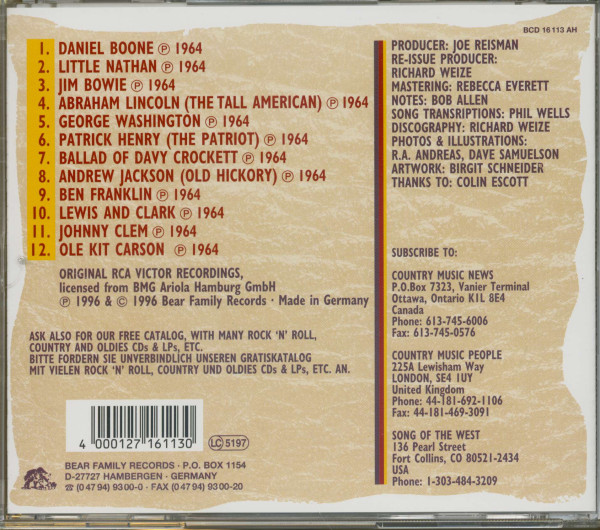 BCD 16 113 AH
1. DANIEL BOONE ℗ 1964
2. LITTLE NATHAN ℗ 1964
3. JIM BOWIE ℗ 1964
4. ABRAHAM LINCOLN (THE TALL AMERICAN) ℗ 1964
5. GEORGE WASHINGTON ℗ 1964
6. PATRICK HENRY (THE PATRIOT) ℗ 1964
7. BALLAD OF DAVY CROCKETT ℗ 1964
8. ANDREW JACKSON (OLD HICKORY) ℗ 1964
9. BEN FRANKLIN ℗ 1964
10. LEWIS AND CLARK ℗ 1964
11. JOHNNY CLEM ℗ 1964
12. OLE KIT CARSON ℗ 1964
ORIGINAL RCA VICTOR RECORDINGS,
licensed from BMG Ariola Hamburg GmbH
℗ 1996 & © 1996 Bear Family Records · Made in Germany
ASK ALSO FOR OUR FREE CATALOG, WITH MANY ROCK 'N' ROLL,
COUNTRY AND OLDIES CDs & LPs, ETC.
BITTE FORDERN SIE UNVERBINDLICH UNSEREN GRATISKATALOG
MIT VIELEN ROCK 'N' ROLL, COUNTRY UND OLDIES CDs & LPs, ETC. AN.
4 000127 161130
LC 5197
BEAR FAMILY RECORDS · P.O. BOX 1154
D-27727 HAMBERGEN · GERMANY
☎ (0 47 94) 93 00-0 · FAX (0 47 94) 93 00-20
PRODUCER: JOE REISMAN
RE-ISSUE PRODUCER:
RICHARD WEIZE
MASTERING: REBECCA EVERETT
NOTES: BOB ALLEN
SONG TRANSRIPTIONS: PHIL WELLS
DISCOGRAPHY: RICHARD WEIZE
PHOTOS & ILLUSTRATIONS:
R.A. ANDREAS, DAVE SAMUELSON
ARTWORK: BIRGIT SCHNEIDER
THANKS TO: COLIN ESCOTT
SUBSCRIBE TO:
COUNTRY MUSIC NEWS
P.O.Box 7323, Vanier Terminal
Ottawa, Ontario K1L 8E4
Canada
Phone: 613-745-6006
Fax: 613-745-0576
COUNTRY MUSIC PEOPLE
225A Lewisham Way
LONDON, SE4 1UY
United Kingdom
Phone: 44-181-692-1106
Fax: 44-181-469-3091
SONG OF THE WEST
136 Pearl Street
Fort Collins, CO 80521-2434
USA
Phone: 1-303-484-3209